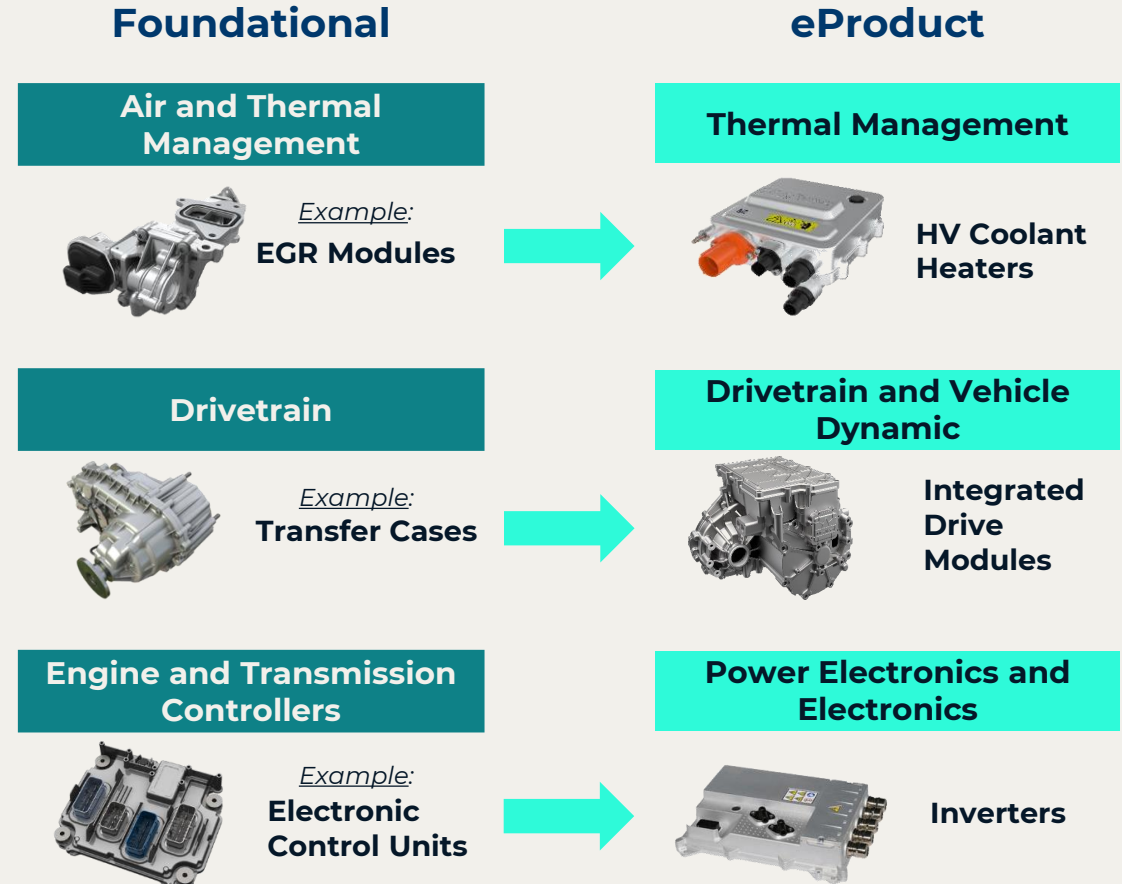 Foundational
eProduct
Air and Thermal
Management
Thermal Management
Example:
EGR Modules
HV Coolant
Heaters
Drivetrain
Drivetrain and Vehicle
Dynamic
Example:
Transfer Cases
Integrated
Drive
Modules
Engine and Transmission
Controllers
Power Electronics and
Electronics
Example:
Electronic
Control Units
Inverters